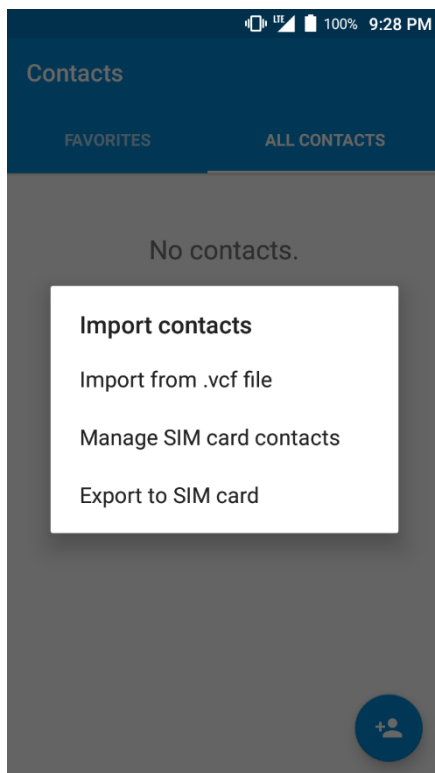 LTE 100% 9:28 PM
Contacts
FAVORITES ALL CONTACTS
No contacts.
Import contacts
Import from .vcf file
Manage SIM card contacts
Export to SIM card